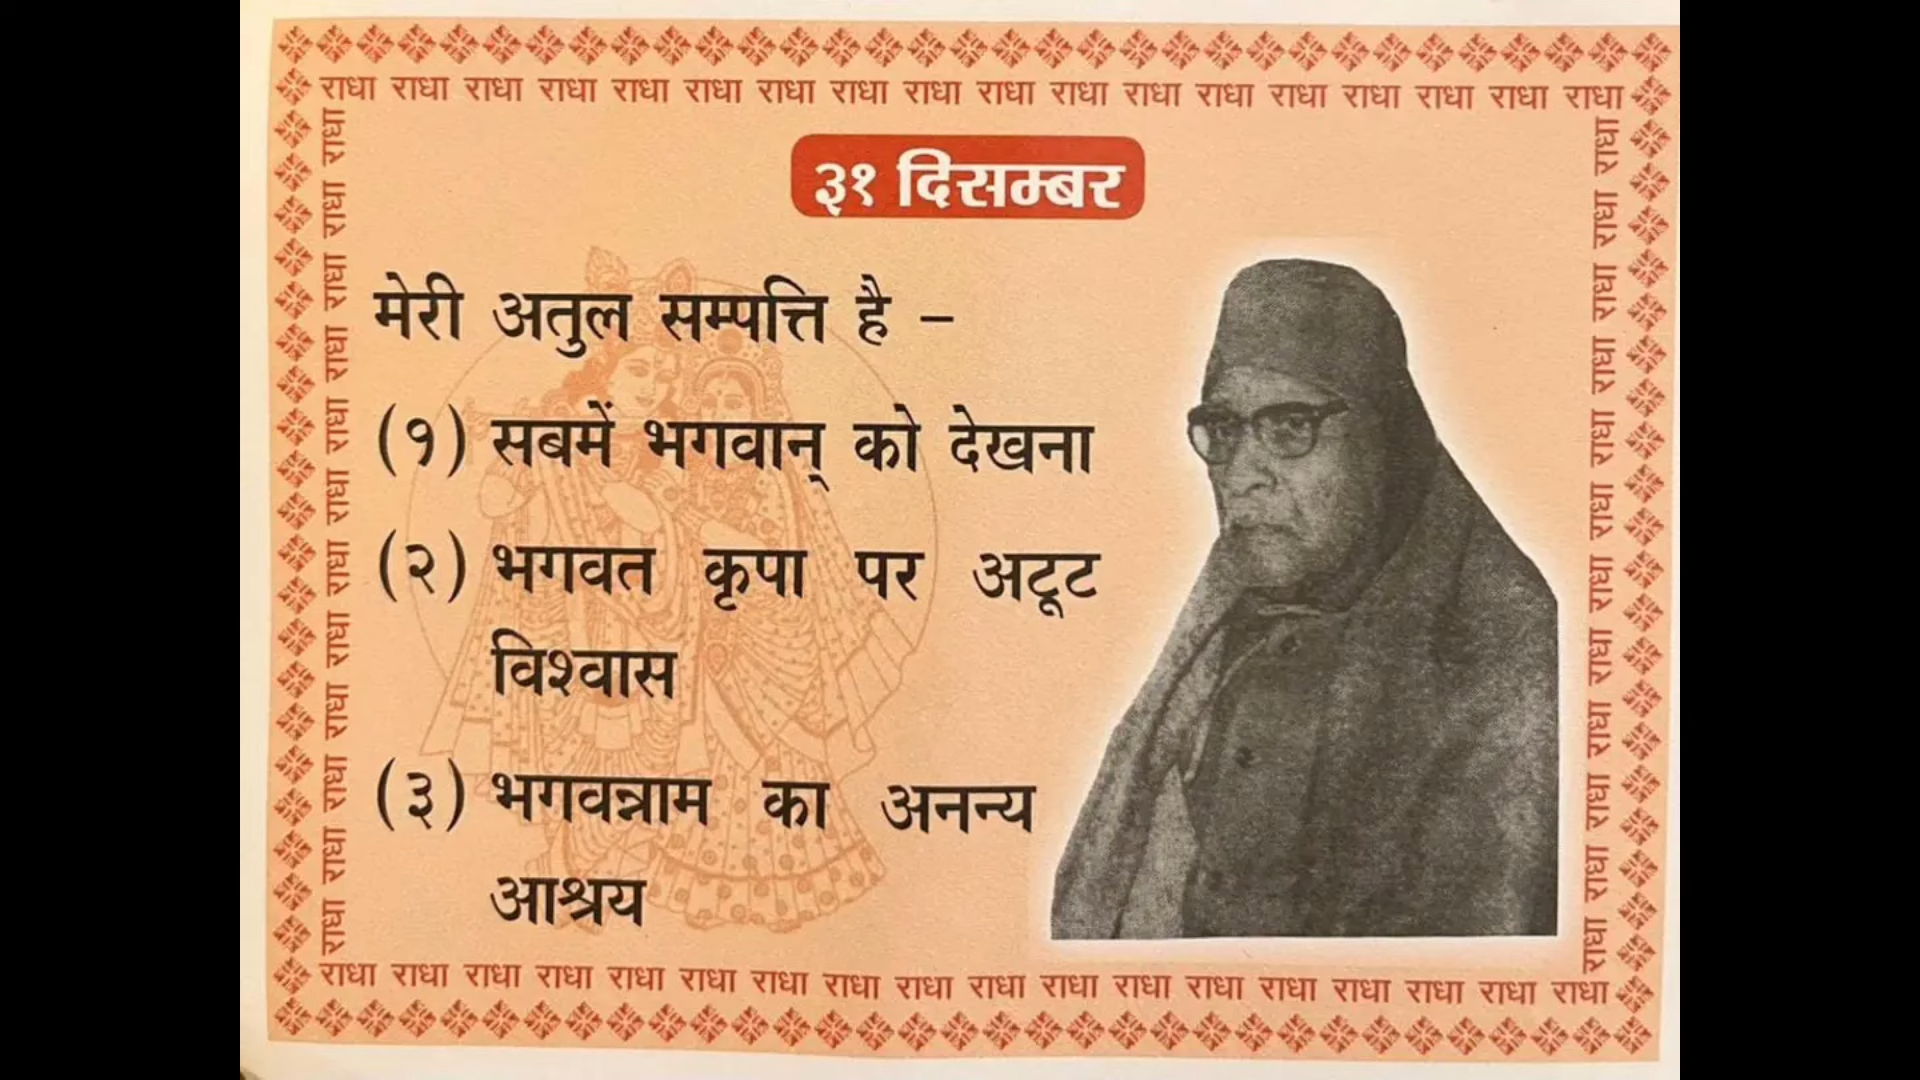 राधा राधा राधा राधा राधा राधा राधा राधा राधा राधा राधा राधा राधा राधा राधा राधा राधा राधा
३१ दिसम्बर
मेरी अतुल सम्पत्ति है –
(१) सबमें भगवान् को देखना
(२) भगवत कृपा पर अटूट
विश्वास
(३) भगवन्नाम का अनन्य
आश्रय
राधा राधा राधा राधा राधा राधा राधा राधा राधा राधा राधा राधा
राधा राधा राधा राधा राधा राधा राधा राधा राधा राधा राधा राधा
राधा राधा राधा राधा राधा राधा राधा राधा राधा राधा राधा राधा राधा राधा राधा राधा राधा राधा